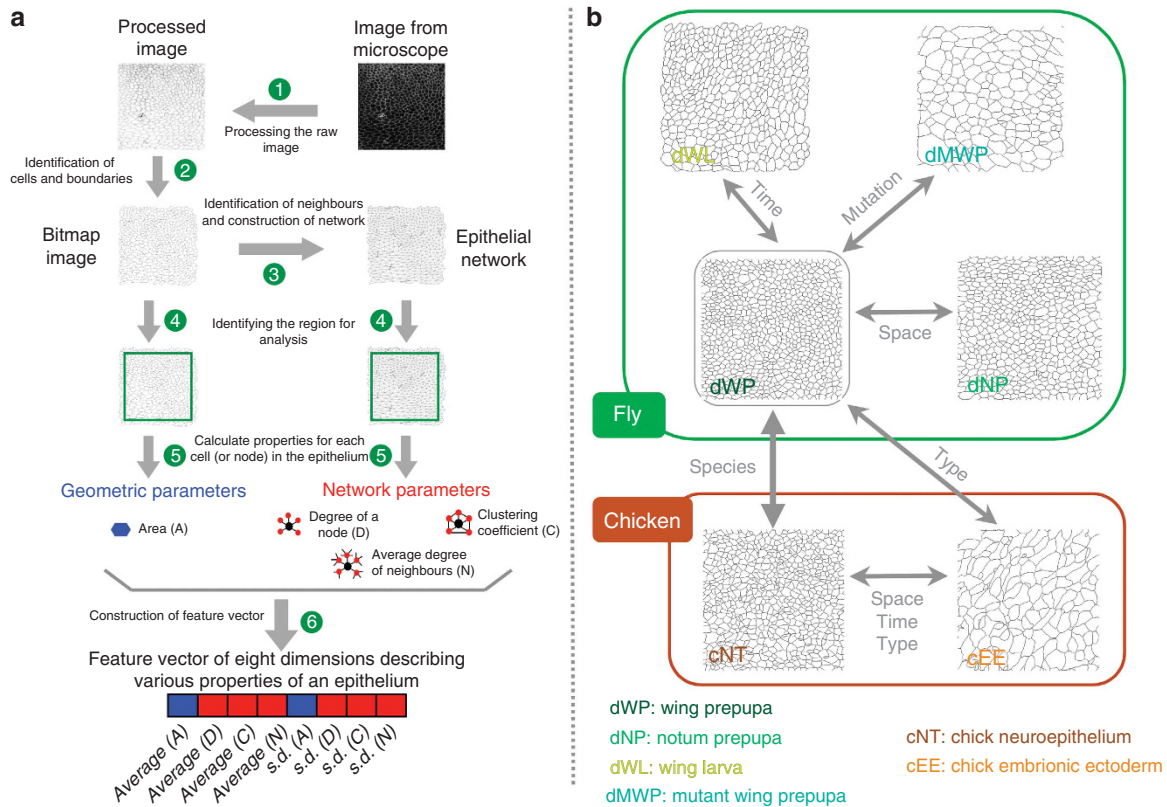 a
Processed
image
Image from
microscope
1
Processing the raw
image
Identification of
cells and boundaries
2
Bitmap
image
Identification of neighbours
and construction of network
3
Epithelial
network
4
Identifying the region for
analysis
4
5
Calculate properties for each
cell (or node) in the epithelium
5
Geometric parameters
Network parameters
Area (A)
Degree of a
node (D)
Clustering
coefficient (C)
Average degree
of neighbours (N)
Construction of feature vector
6
Feature vector of eight dimensions describing
various properties of an epithelium
Average (A)
Average (D)
Average (C)
Average (N)
s.d. (A)
s.d. (D)
s.d. (C)
s.d. (N)
b
dWL
dMWP
Time
Mutation
dWP
Space
dNP
Fly
Species
Type
Chicken
cNT
Space
Time
Type
cEE
dWP: wing prepupa
dNP: notum prepupa
dWL: wing larva
dMWP: mutant wing prepupa
cNT: chick neuroepithelium
cEE: chick embrionic ectoderm